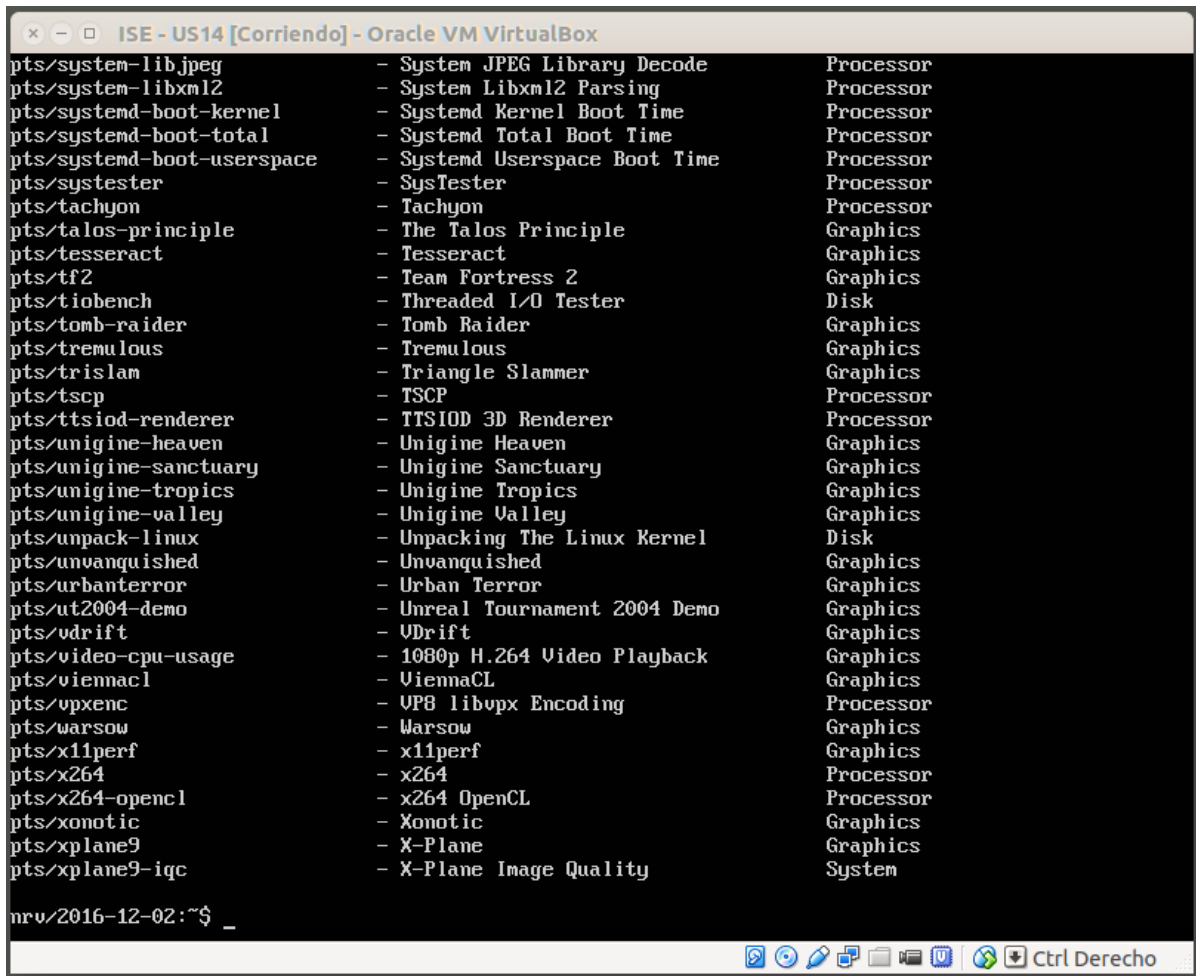 ISE - US14 [Corriendo] - Oracle VM VirtualBox
pts/system-libjpeg - System JPEG Library Decode Processor
pts/system-libxml2 - System Libxml2 Parsing Processor
pts/systemd-boot-kernel - Systemd Kernel Boot Time Processor
pts/systemd-boot-total - Systemd Total Boot Time Processor
pts/systemd-boot-userspace - Systemd Userspace Boot Time Processor
pts/systester - SysTester Processor
pts/tachyon - Tachyon Processor
pts/talos-principle - The Talos Principle Graphics
pts/tesseract - Tesseract Graphics
pts/tf2 - Team Fortress 2 Graphics
pts/tiobench - Threaded I/O Tester Disk
pts/tomb-raider - Tomb Raider Graphics
pts/tremulous - Tremulous Graphics
pts/trislam - Triangle Slammer Graphics
pts/tscp - TSCP Processor
pts/ttsiod-renderer - TTSIOD 3D Renderer Processor
pts/unigine-heaven - Unigine Heaven Graphics
pts/unigine-sanctuary - Unigine Sanctuary Graphics
pts/unigine-tropics - Unigine Tropics Graphics
pts/unigine-valley - Unigine Valley Graphics
pts/unpack-linux - Unpacking The Linux Kernel Disk
pts/unvanquished - Unvanquished Graphics
pts/urbanterror - Urban Terror Graphics
pts/ut2004-demo - Unreal Tournament 2004 Demo Graphics
pts/vdrift - VDrift Graphics
pts/video-cpu-usage - 1080p H.264 Video Playback Graphics
pts/viennacl - ViennaCL Graphics
pts/vpxenc - VP8 libvpx Encoding Processor
pts/warsow - Warsow Graphics
pts/x11perf - x11perf Graphics
pts/x264 - x264 Processor
pts/x264-opencl - x264 OpenCL Processor
pts/xonotic - Xonotic Graphics
pts/xplane9 - X-Plane Graphics
pts/xplane9-iqc - X-Plane Image Quality System
mrv/2016-12-02:~$ _
Ctrl Derecho